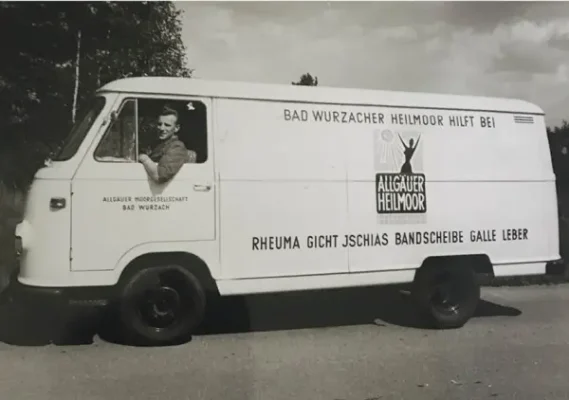 BAD WURZACHER HEILMOOR HILFT BEI
ALLGÄUER
HEILMOOR
ALLGÄUER MOORGESELLSCHAFT
BAD WURZACH
RHEUMA GICHT JSCHIAS BANDSCHEIBE GALLE LEBER